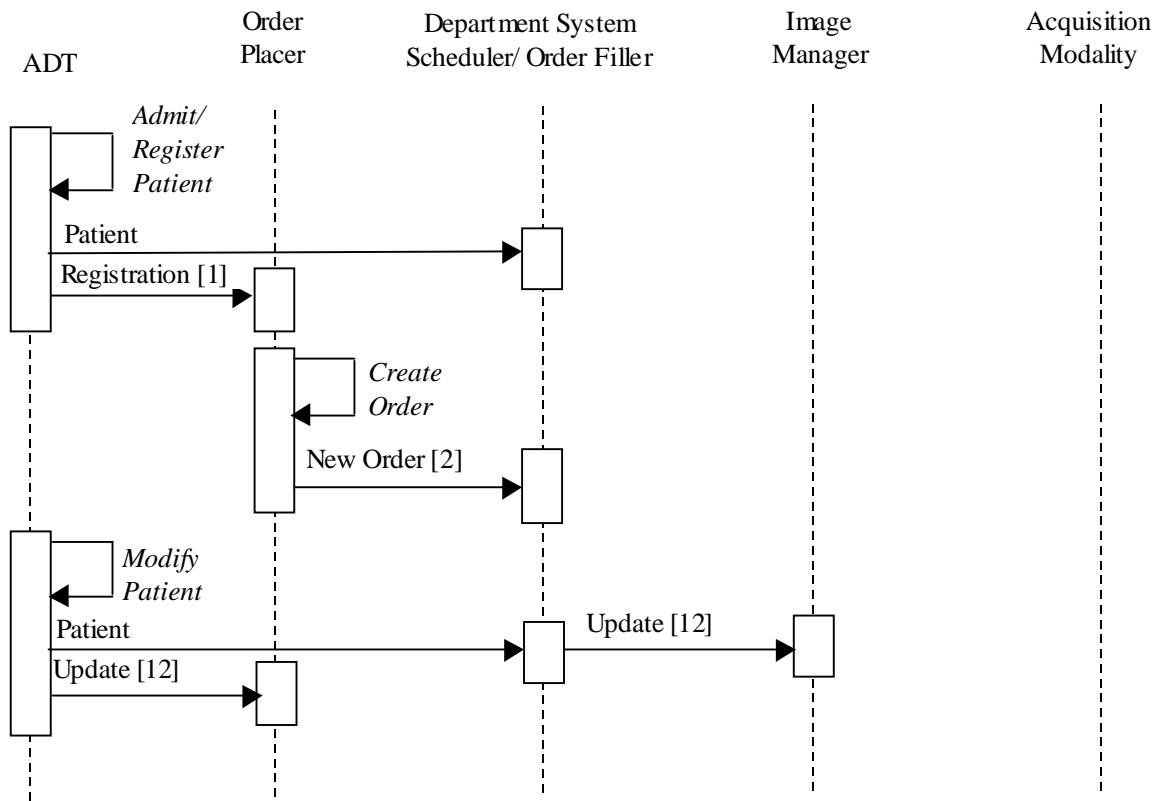 ADT
Order
Placer
Department System
Scheduler/ Order Filler
Image
Manager
Acquisition
Modality
Admit/
Register
Patient
Patient
Registration [1]
Create
Order
New Order [2]
Modify
Patient
Patient
Update [12]
Update [12]